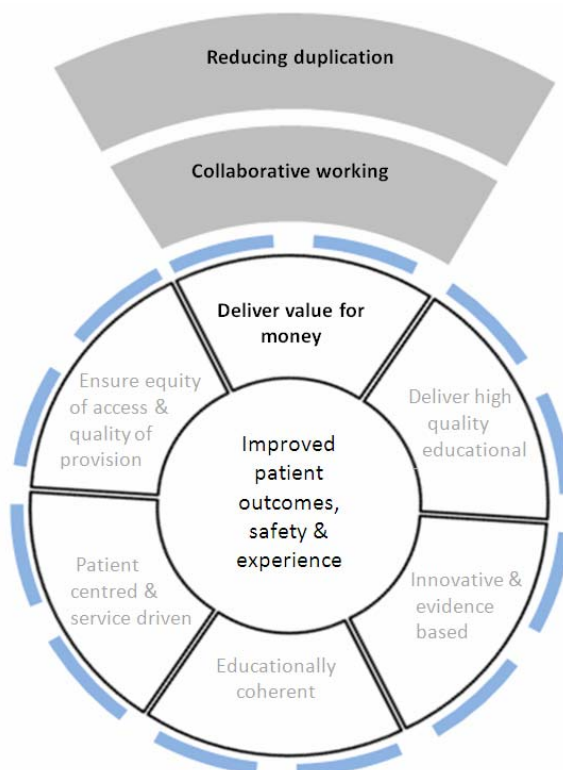 Reducing duplication
Collaborative working
Deliver value for
money
Ensure equity
of access &
quality of
provision
Deliver high
quality
educational
Improved
patient
outcomes,
safety &
experience
Patient
centred &
service driven
Innovative &
evidence
based
Educationally
coherent